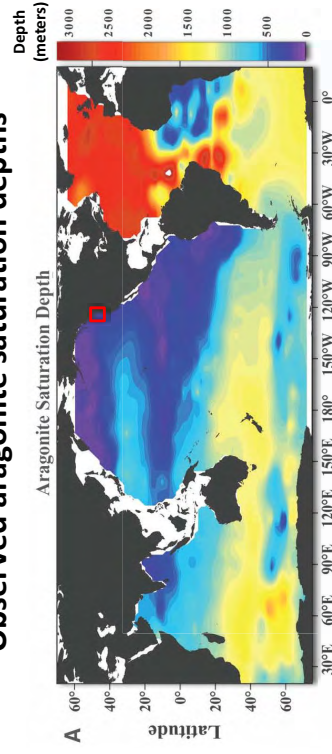 Observed aragonite saturation depths
Depth
(meters)
Aragonite Saturation Depth
3000
2500
2000
1500
1000
500
0
A
Latitude
60°
40°
20°
0°
20°
40°
60°
30°E
60°E
90°E
120°E
150°E
180°
150°W
120°W
90°W
60°W
30°W
0°